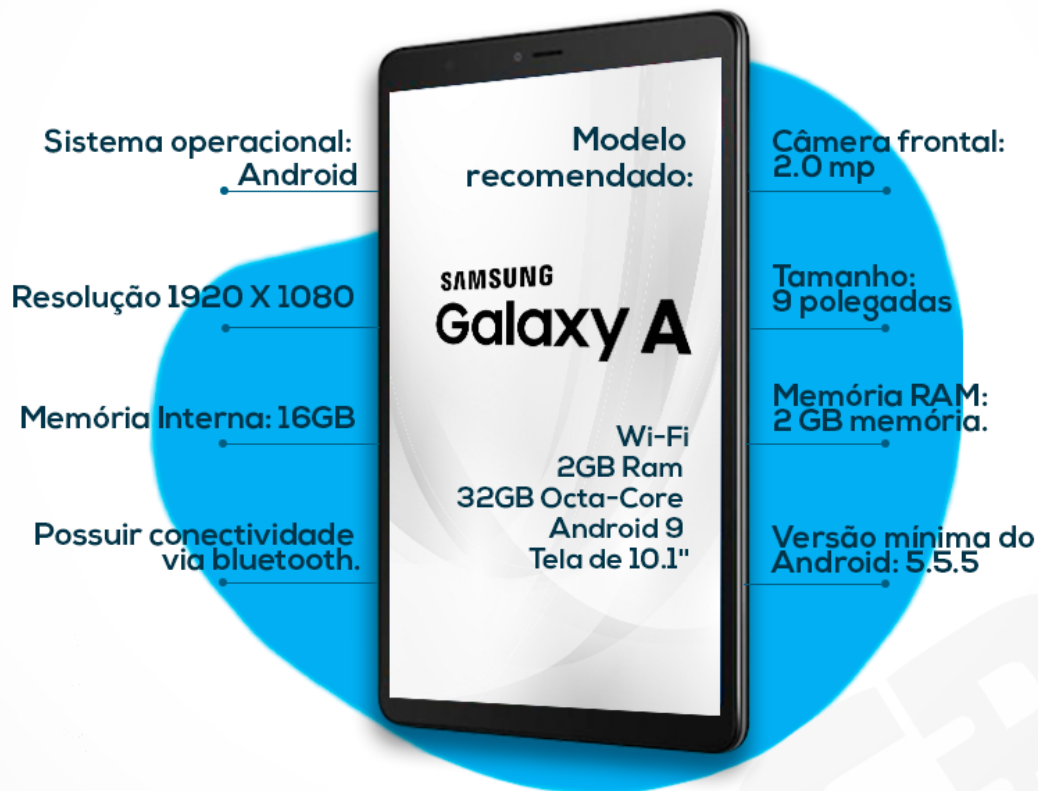 Sistema operacional:
Android
Resolução 1920 X 1080
Memória Interna: 16GB
Possuir conectividade
via bluetooth.
Modelo
recomendado:
SAMSUNG
Galaxy A
Wi-Fi
2GB Ram
32GB Octa-Core
Android 9
Tela de 10.1"
Câmera frontal:
2.0 mp
Tamanho:
9 polegadas
Memória RAM:
2 GB memória.
Versão mínima do
Android: 5.5.5